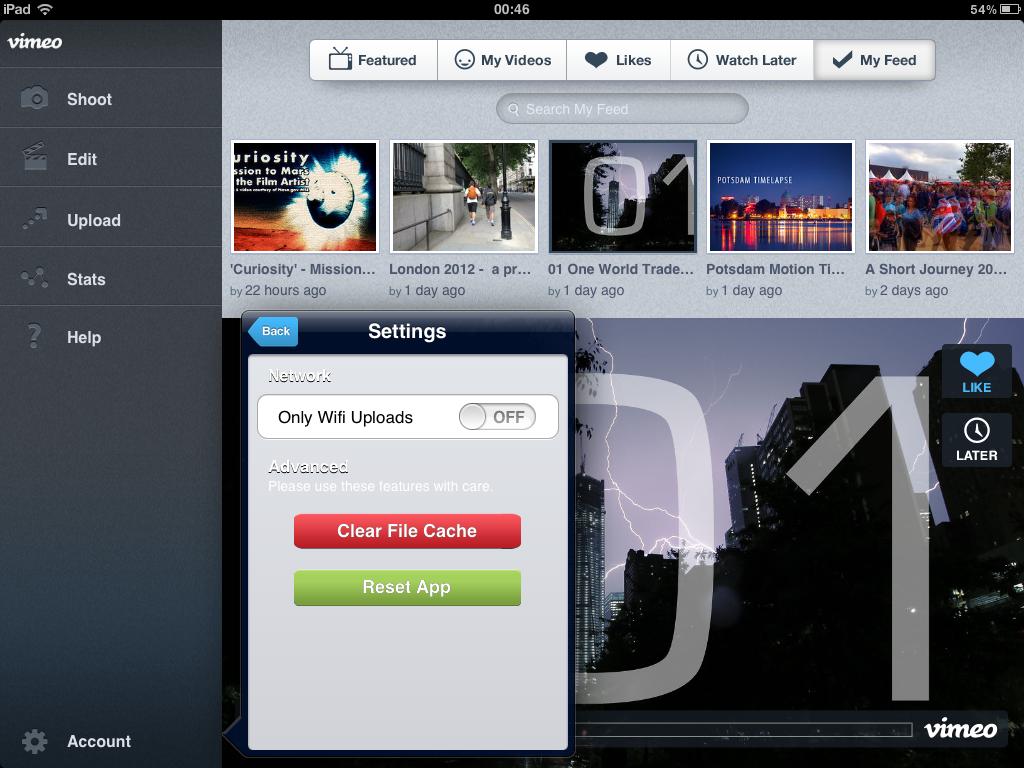 iPad
00:46
54%
vimeo
Shoot
Edit
Upload
Stats
Help
Account
Featured
My Videos
Likes
Watch Later
My Feed
Search My Feed
uriosity
ssion to Mars
the Film Artist
01
POTSDAM TIMELAPSE
'Curiosity' - Mission...
by 22 hours ago
London 2012 - a pr...
by 1 day ago
01 One World Trade...
by 1 day ago
Potsdam Motion Ti...
by 1 day ago
A Short Journey 20...
by 2 days ago
Back
Settings
Network
Only Wifi Uploads
OFF
Advanced
Please use these features with care.
Clear File Cache
Reset App
01
LIKE
LATER
vimeo